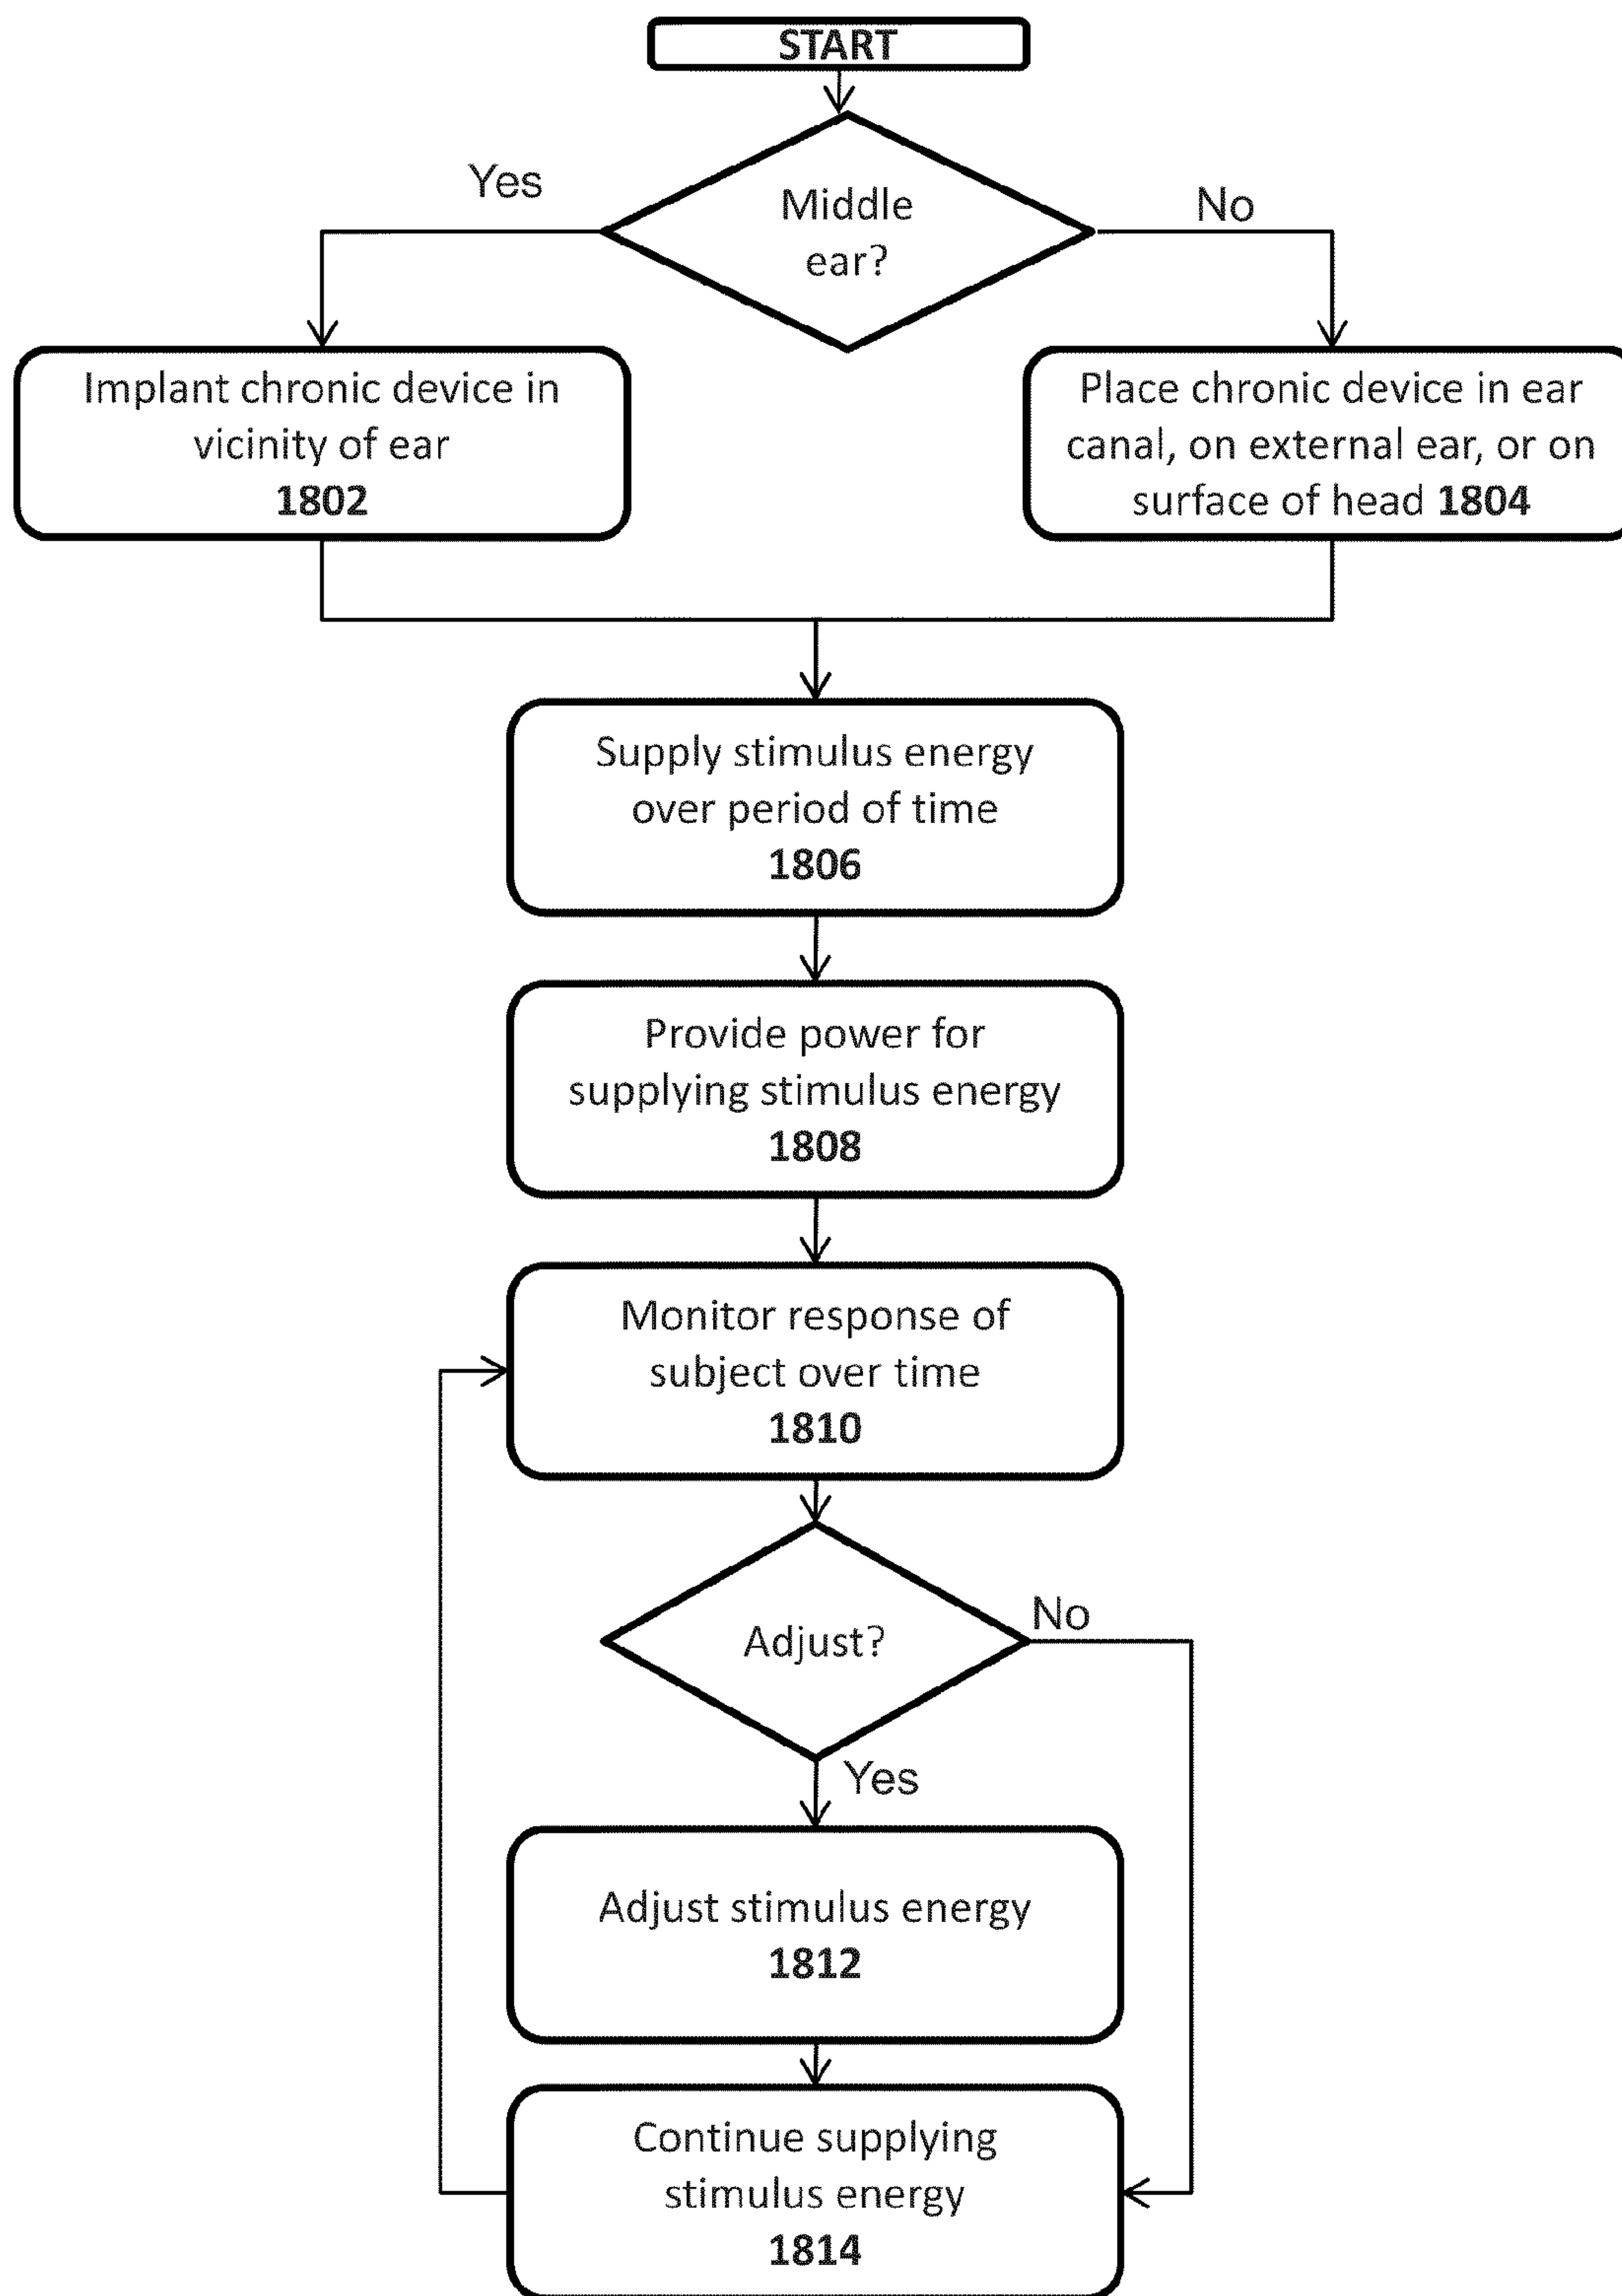 START
Middle
ear?
Yes
No
Implant chronic device in
vicinity of ear
1802
Place chronic device in ear
canal, on external ear, or on
surface of head 1804
Supply stimulus energy
over period of time
1806
Provide power for
supplying stimulus energy
1808
Monitor response of
subject over time
1810
Adjust?
No
Yes
Adjust stimulus energy
1812
Continue supplying
stimulus energy
1814